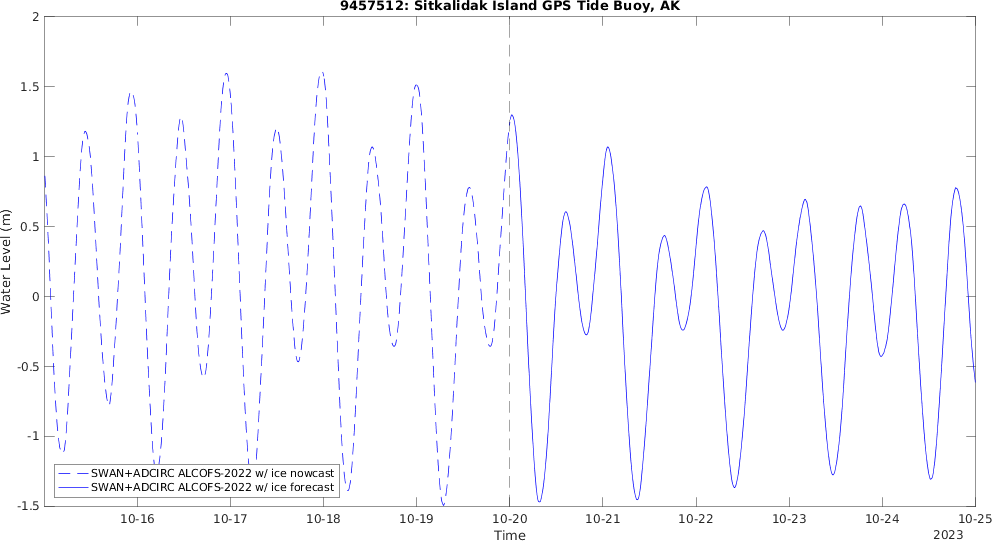 9457512: Sitkalidak Island GPS Tide Buoy, AK
2
1.5
1
0.5
0
-0.5
-1
-1.5
Water Level (m)
SWAN+ADCIRC ALCOFS-2022 w/ ice nowcast
SWAN+ADCIRC ALCOFS-2022 w/ ice forecast
10-16 10-17 10-18 10-19 10-20 10-21 10-22 10-23 10-24 10-25
Time
2023